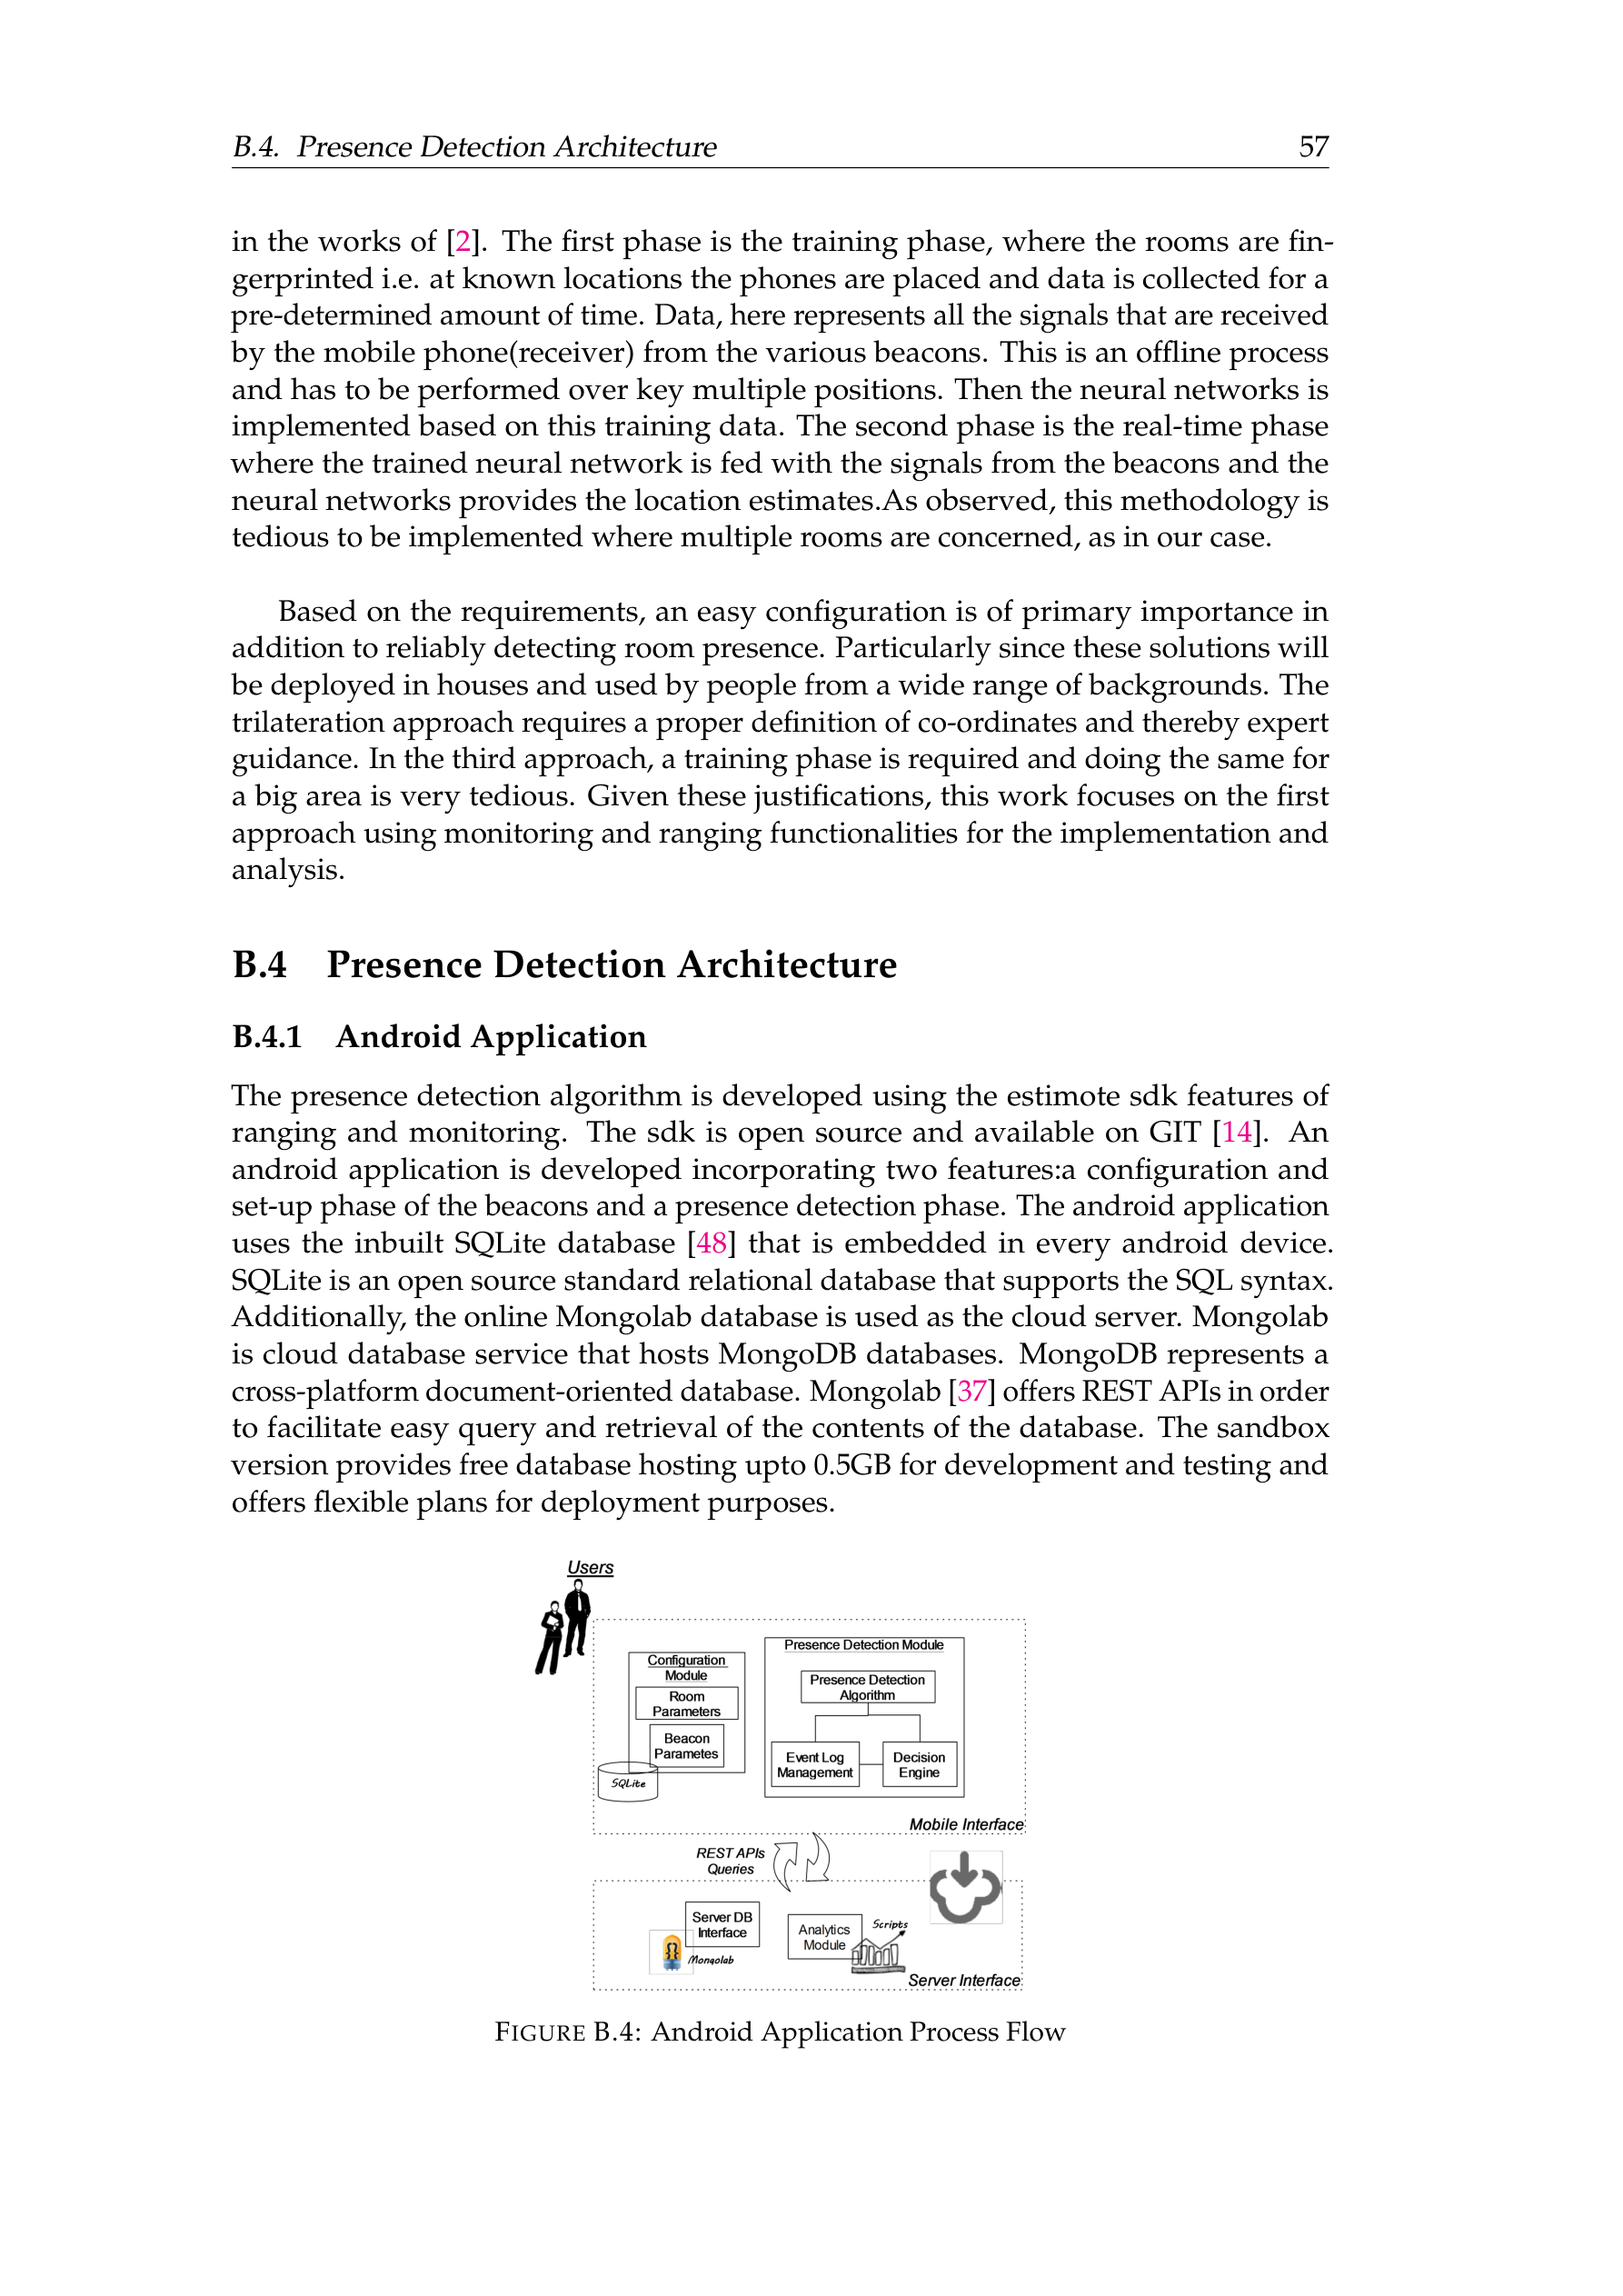 B.4. Presence Detection Architecture 57
in the works of [2]. The first phase is the training phase, where the rooms are fin-
gerprinted i.e. at known locations the phones are placed and data is collected for a
pre-determined amount of time. Data, here represents all the signals that are received
by the mobile phone(receiver) from the various beacons. This is an offline process
and has to be performed over key multiple positions. Then the neural networks is
implemented based on this training data. The second phase is the real-time phase
where the trained neural network is fed with the signals from the beacons and the
neural networks provides the location estimates.As observed, this methodology is
tedious to be implemented where multiple rooms are concerned, as in our case.
Based on the requirements, an easy configuration is of primary importance in
addition to reliably detecting room presence. Particularly since these solutions will
be deployed in houses and used by people from a wide range of backgrounds. The
trilateration approach requires a proper definition of co-ordinates and thereby expert
guidance. In the third approach, a training phase is required and doing the same for
a big area is very tedious. Given these justifications, this work focuses on the first
approach using monitoring and ranging functionalities for the implementation and
analysis.
B.4 Presence Detection Architecture
B.4.1 Android Application
The presence detection algorithm is developed using the estimote sdk features of
ranging and monitoring. The sdk is open source and available on GIT [14]. An
android application is developed incorporating two features:a configuration and
set-up phase of the beacons and a presence detection phase. The android application
uses the inbuilt SQLite database [48] that is embedded in every android device.
SQLite is an open source standard relational database that supports the SQL syntax.
Additionally, the online Mongolab database is used as the cloud server. Mongolab
is cloud database service that hosts MongoDB databases. MongoDB represents a
cross-platform document-oriented database. Mongolab [37] offers REST APIs in order
to facilitate easy query and retrieval of the contents of the database. The sandbox
version provides free database hosting upto 0.5GB for development and testing and
offers flexible plans for deployment purposes.
Users
Configuration
Module
Room
Parameters
Beacon
Parametes
SQLite
Presence Detection Module
Presence Detection
Algorithm
Event Log
Management
Decision
Engine
Mobile Interface
REST APIs
Queries
Server DB
Interface
Mongolab
Analytics
Module
Scripts
Server Interface
FIGURE B.4: Android Application Process Flow